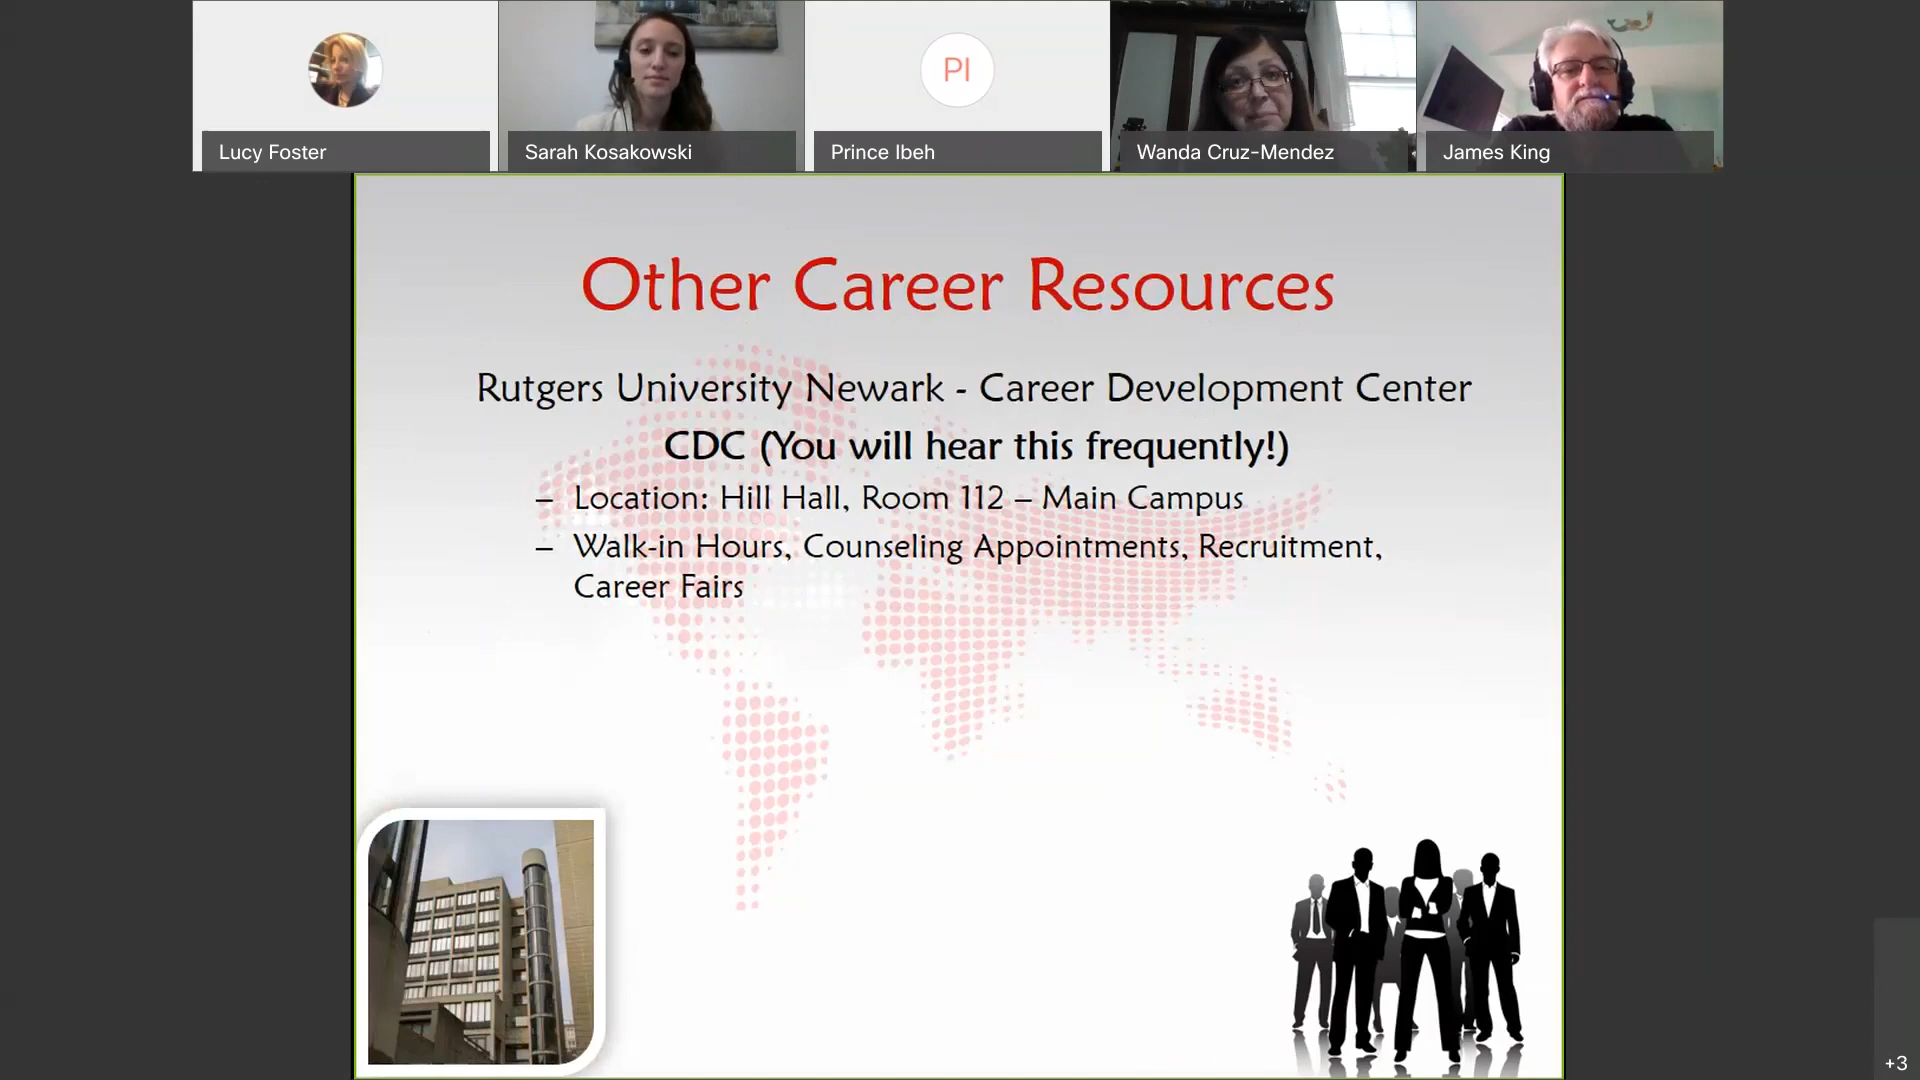 Lucy Foster
Sarah Kosakowski
PI
Prince Ibeh
Wanda Cruz-Mendez
James King
Other Career Resources
Rutgers University Newark - Career Development Center
CDC (You will hear this frequently!)
– Location: Hill Hall, Room 112 – Main Campus
– Walk-in Hours, Counseling Appointments, Recruitment,
Career Fairs
+3